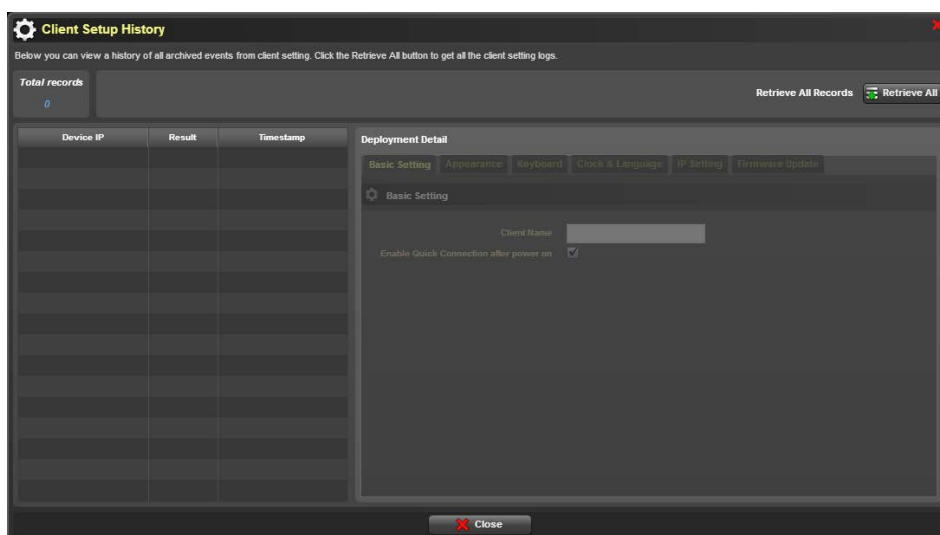 Client Setup History
Below you can view a history of all archived events from client setting. Click the Retrieve All button to get all the client setting logs.
Total records
0
Retrieve All Records
Retrieve All
Device IP Result Timestamp
Deployment Detail
Basic Setting Appearance Keyboard Clock & Language IP Setting Firmware Update
Basic Setting
Client Name
Enable Quick Connection after power on
Close